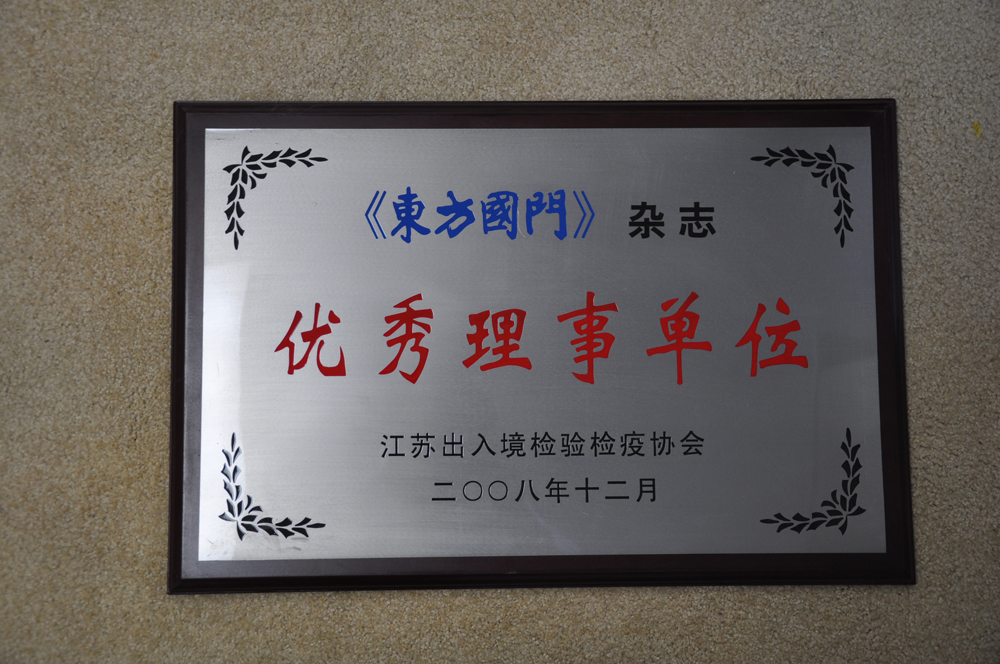 《東方國門》杂志
优秀理事单位
江苏出入境检验检疫协会
二〇〇八年十二月